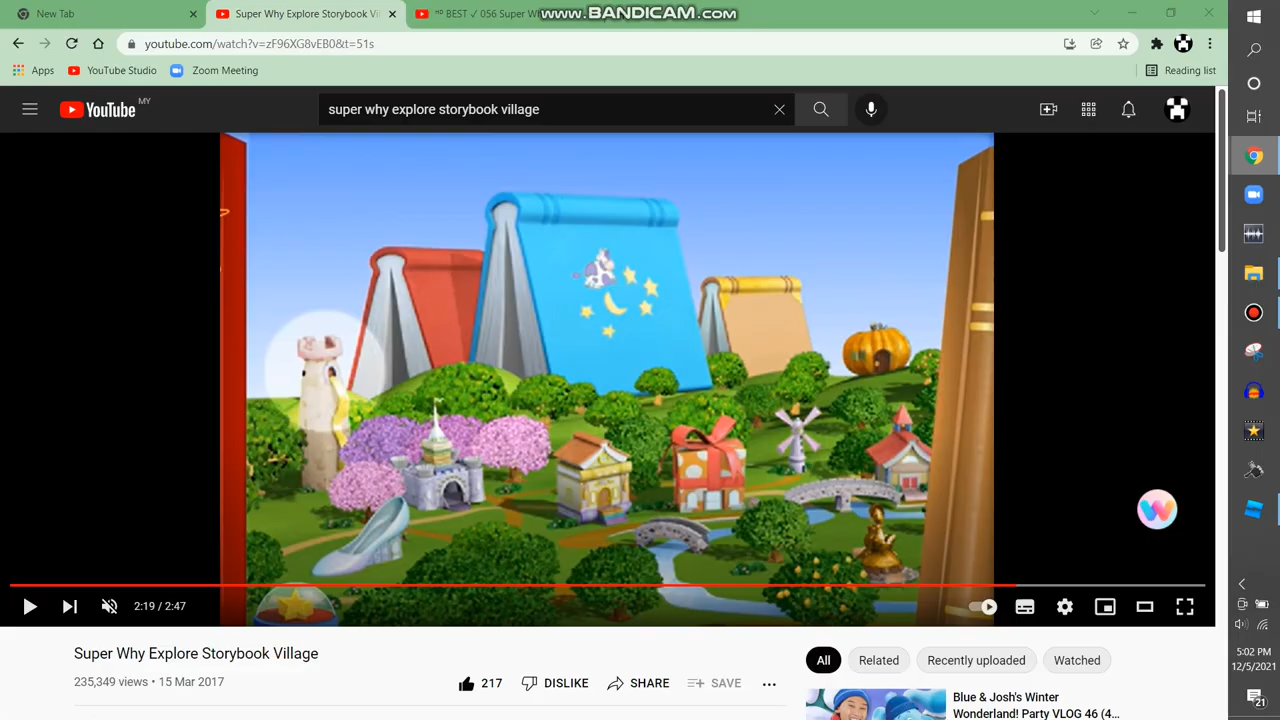 New Tab
Super Why Explore Storybook Vi
ᴴᴰ BEST ✓ 056 Super W
www.BANDICAM.com
youtube.com/watch?v=zF96XG8vEB0&t=51s
Apps
YouTube Studio
Zoom Meeting
Reading list
YouTube MY
super why explore storybook village
2:19 / 2:47
Super Why Explore Storybook Village
235,349 views • 15 Mar 2017
217
DISLIKE
SHARE
SAVE
All
Related
Recently uploaded
Watched
Blue & Josh's Winter
Wonderland! Party VLOG 46 (4...
5:02 PM
12/5/2021
21